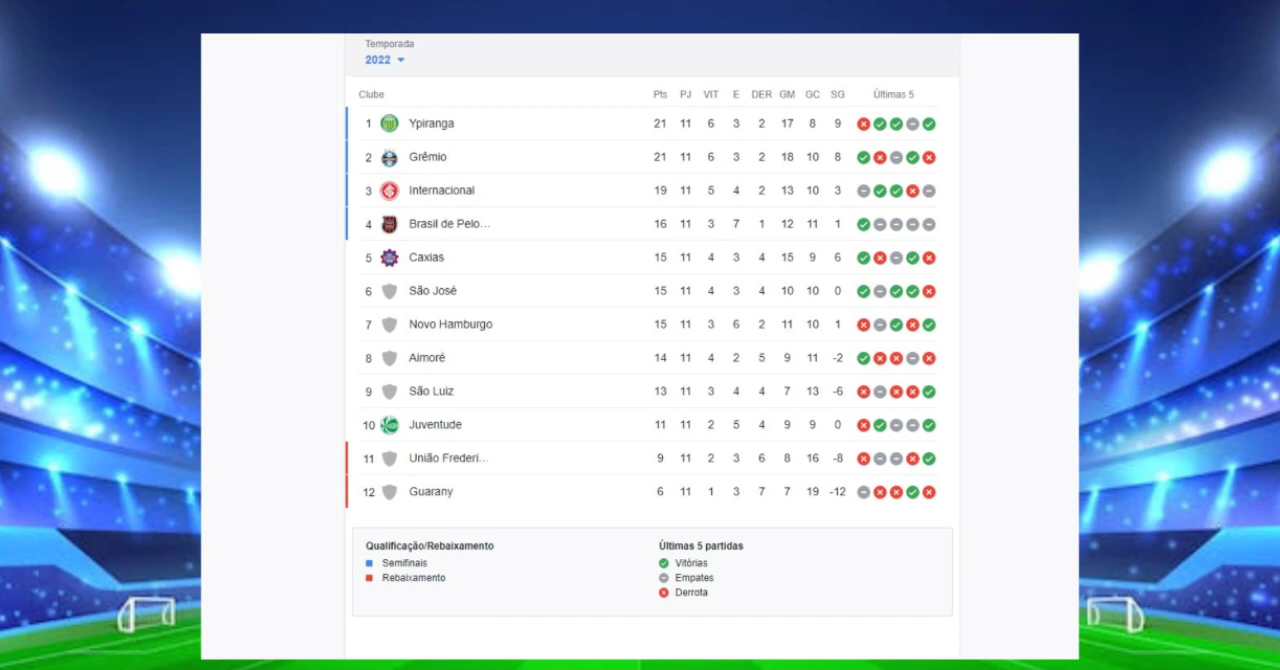 Temporada
2022
Clube Pts PJ VIT E DER GM GC SG Últimas 5
1 Ypiranga 21 11 6 3 2 17 8 9
2 Grêmio 21 11 6 3 2 18 10 8
3 Internacional 19 11 5 4 2 13 10 3
4 Brasil de Pelo... 16 11 3 7 1 12 11 1
5 Caxias 15 11 4 3 4 15 9 6
6 São José 15 11 4 3 4 10 10 0
7 Novo Hamburgo 15 11 3 6 2 11 10 1
8 Aimoré 14 11 4 2 5 9 11 -2
9 São Luiz 13 11 3 4 4 7 13 -6
10 Juventude 11 11 2 5 4 9 9 0
11 União Frederi... 9 11 2 3 6 8 16 -8
12 Guarany 6 11 1 3 7 7 19 -12
Qualificação/Rebaixamento
Semifinais
Rebaixamento
Últimas 5 partidas
Vitórias
Empates
Derrota